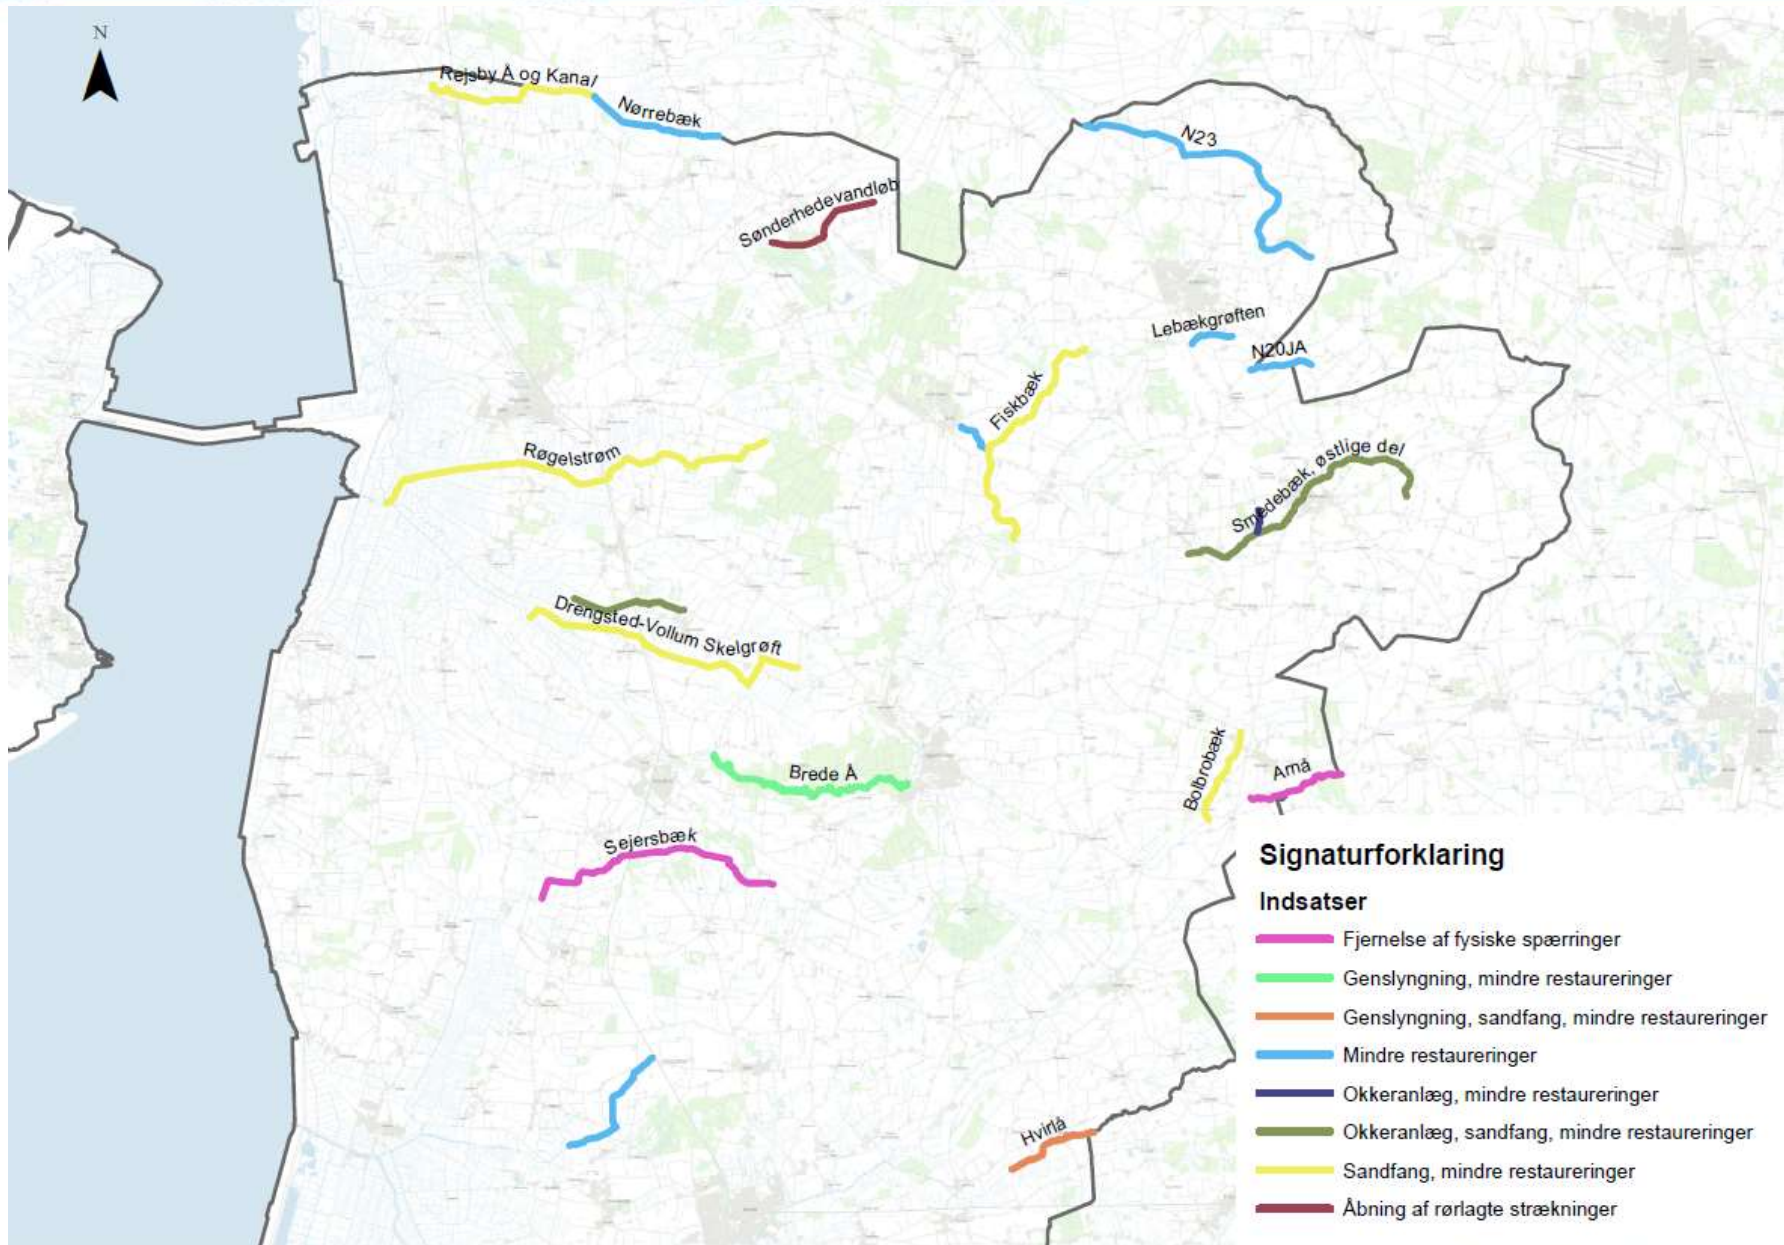 N
Rejsby Å og Kanal
Nørrebæk
N23
Sønderhedevandløb
Lebækgrøften
N20JA
Fiskbæk
Røgelstrøm
Smedebæk, østlige del
Drengsted-Vollum Skelgrøft
Bolbrobæk
Arnå
Brede Å
Sejersbæk
Hvirlå
Signaturforklaring
Indsatser
Fjernelse af fysiske spærringer
Genslyngning, mindre restaureringer
Genslyngning, sandfang, mindre restaureringer
Mindre restaureringer
Okkeranlæg, mindre restaureringer
Okkeranlæg, sandfang, mindre restaureringer
Sandfang, mindre restaureringer
Åbning af rørlagte strækninger